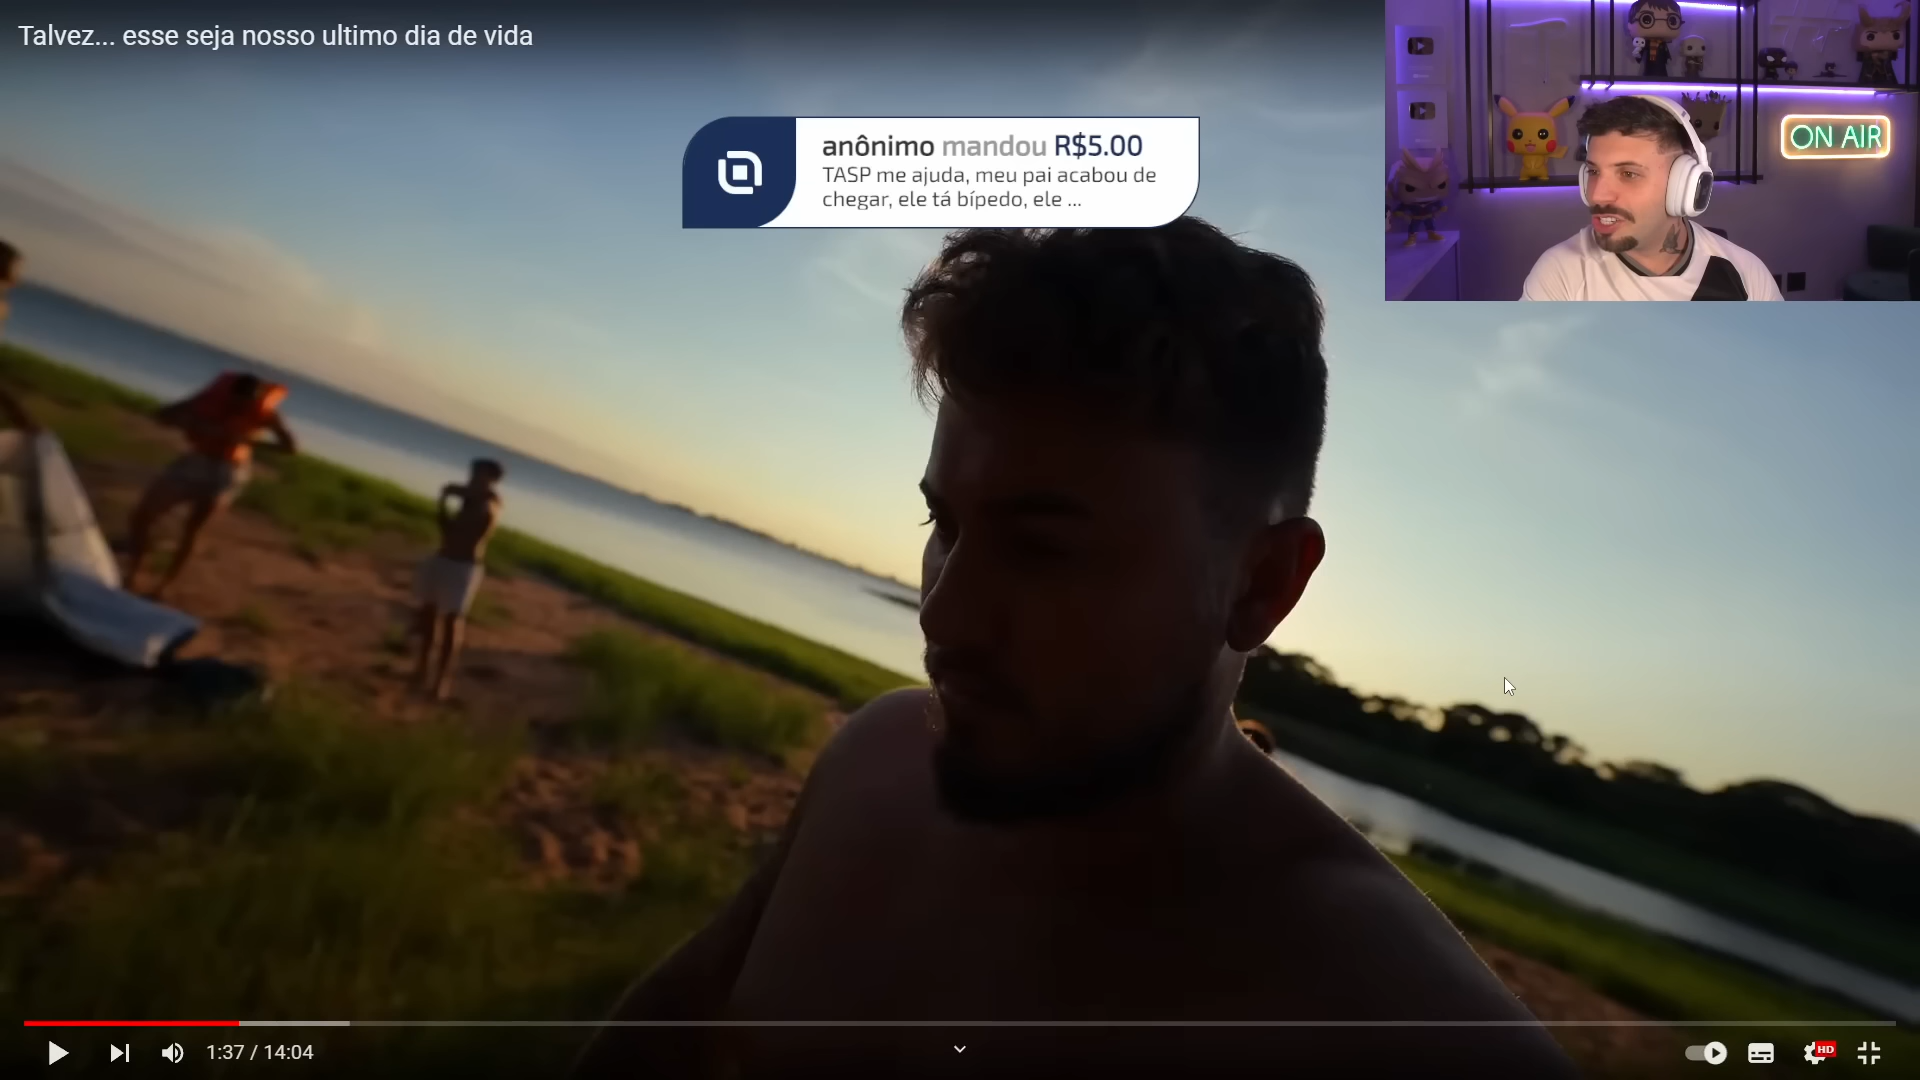 Talvez... esse seja nosso ultimo dia de vida
anônimo mandou R$5.00
TASP me ajuda, meu pai acabou de
chegar, ele tá bípedo, ele ...
ON AIR
1:37 / 14:04
HD